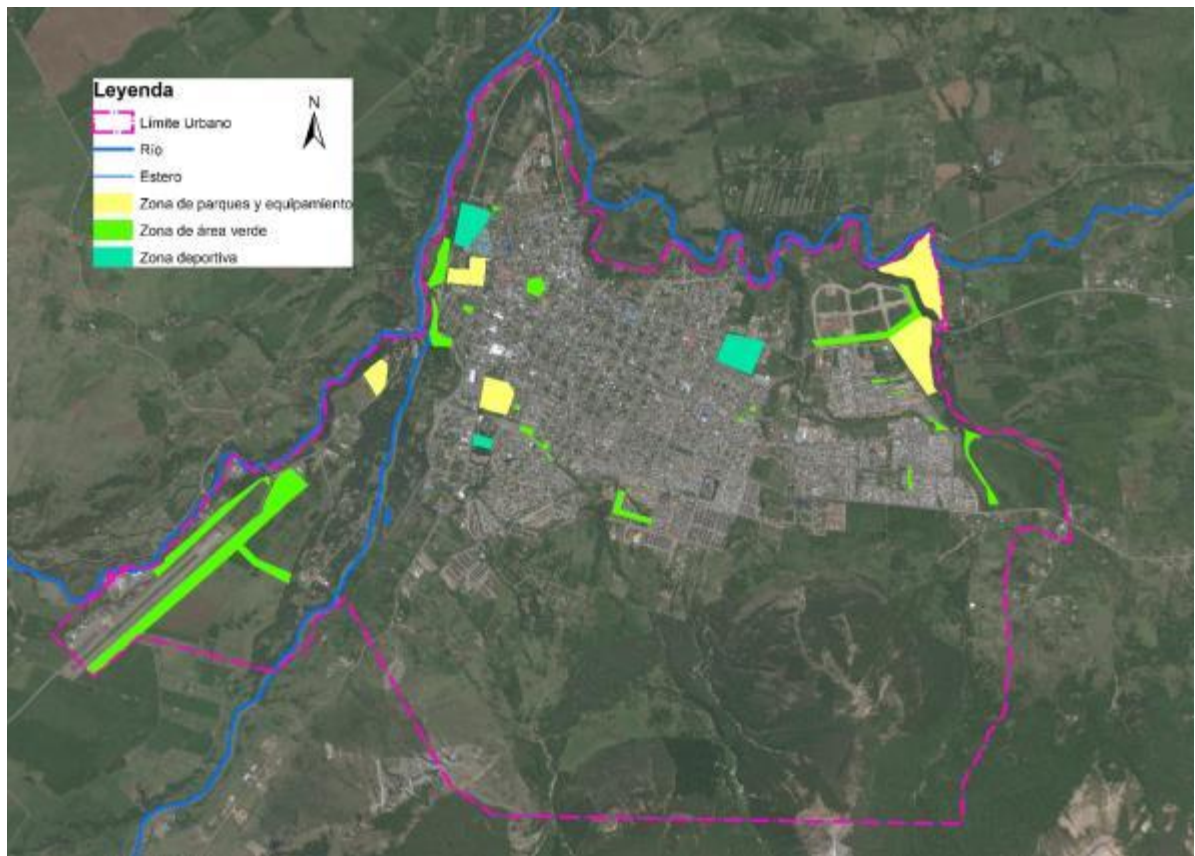 Leyenda
N
Límite Urbano
Río
Estero
Zona de parques y equipamiento
Zona de área verde
Zona deportiva